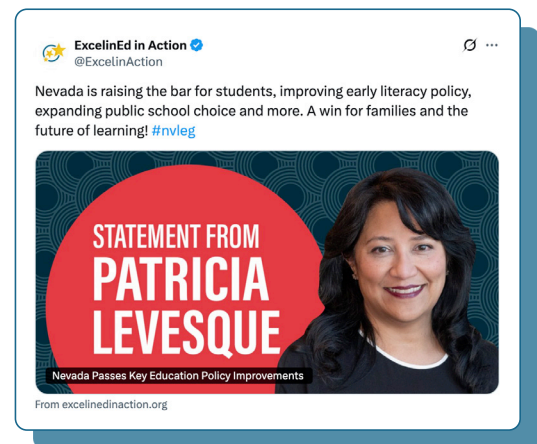 ExcelinEd in Action
@ExcelinAction
Nevada is raising the bar for students, improving early literacy policy,
expanding public school choice and more. A win for families and the
future of learning! #nvleg
STATEMENT FROM
PATRICIA
LEVESQUE
Nevada Passes Key Education Policy Improvements
From excelinedinaction.org